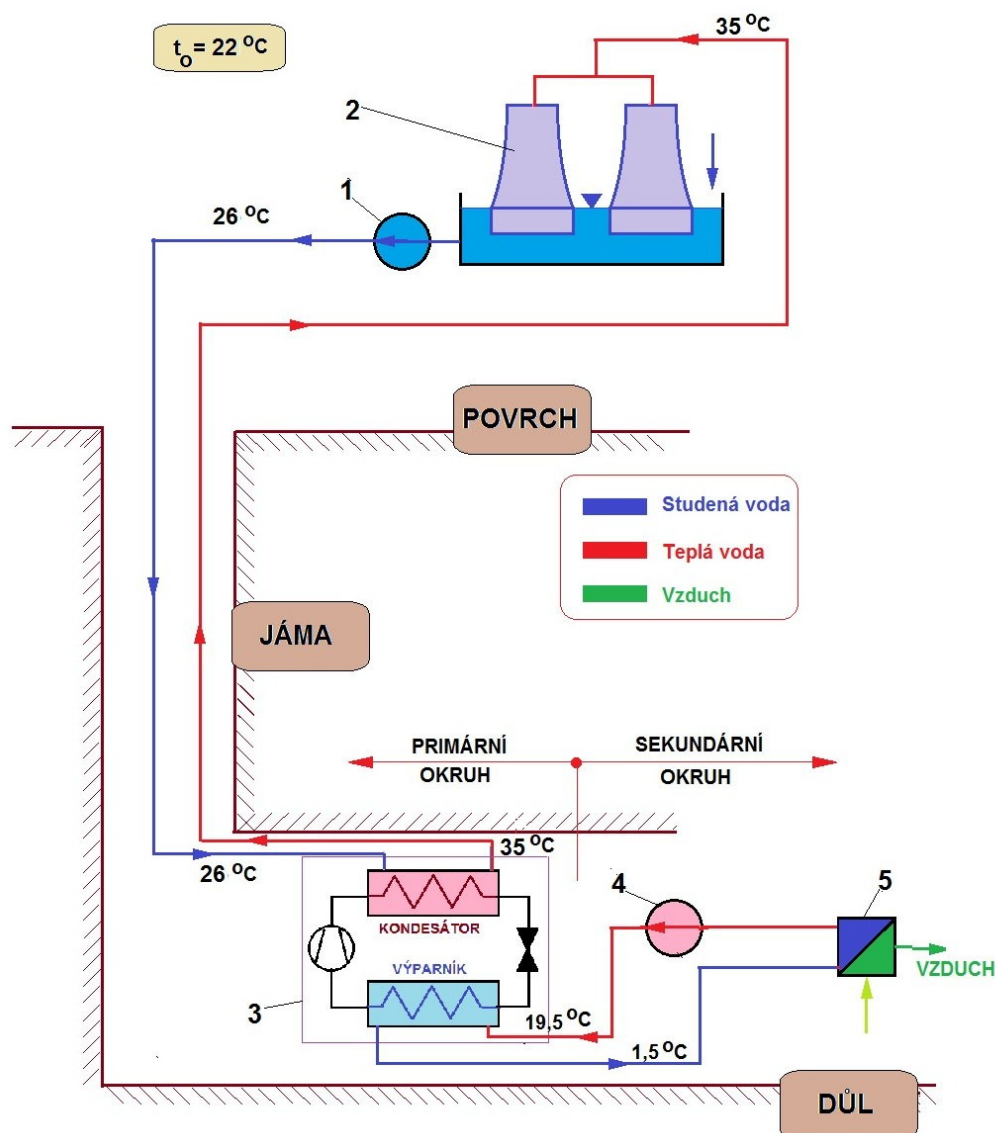 t₀ = 22 °C
35 °C
2
1
26 °C
POVRCH
Studená voda
Teplá voda
Vzduch
JÁMA
PRIMÁRNÍ
OKRUH
SEKUNDÁRNÍ
OKRUH
26 °C
35 °C
KONDESÁTOR
VÝPARNÍK
3
4
5
VZDUCH
19,5 °C
1,5 °C
DŮL